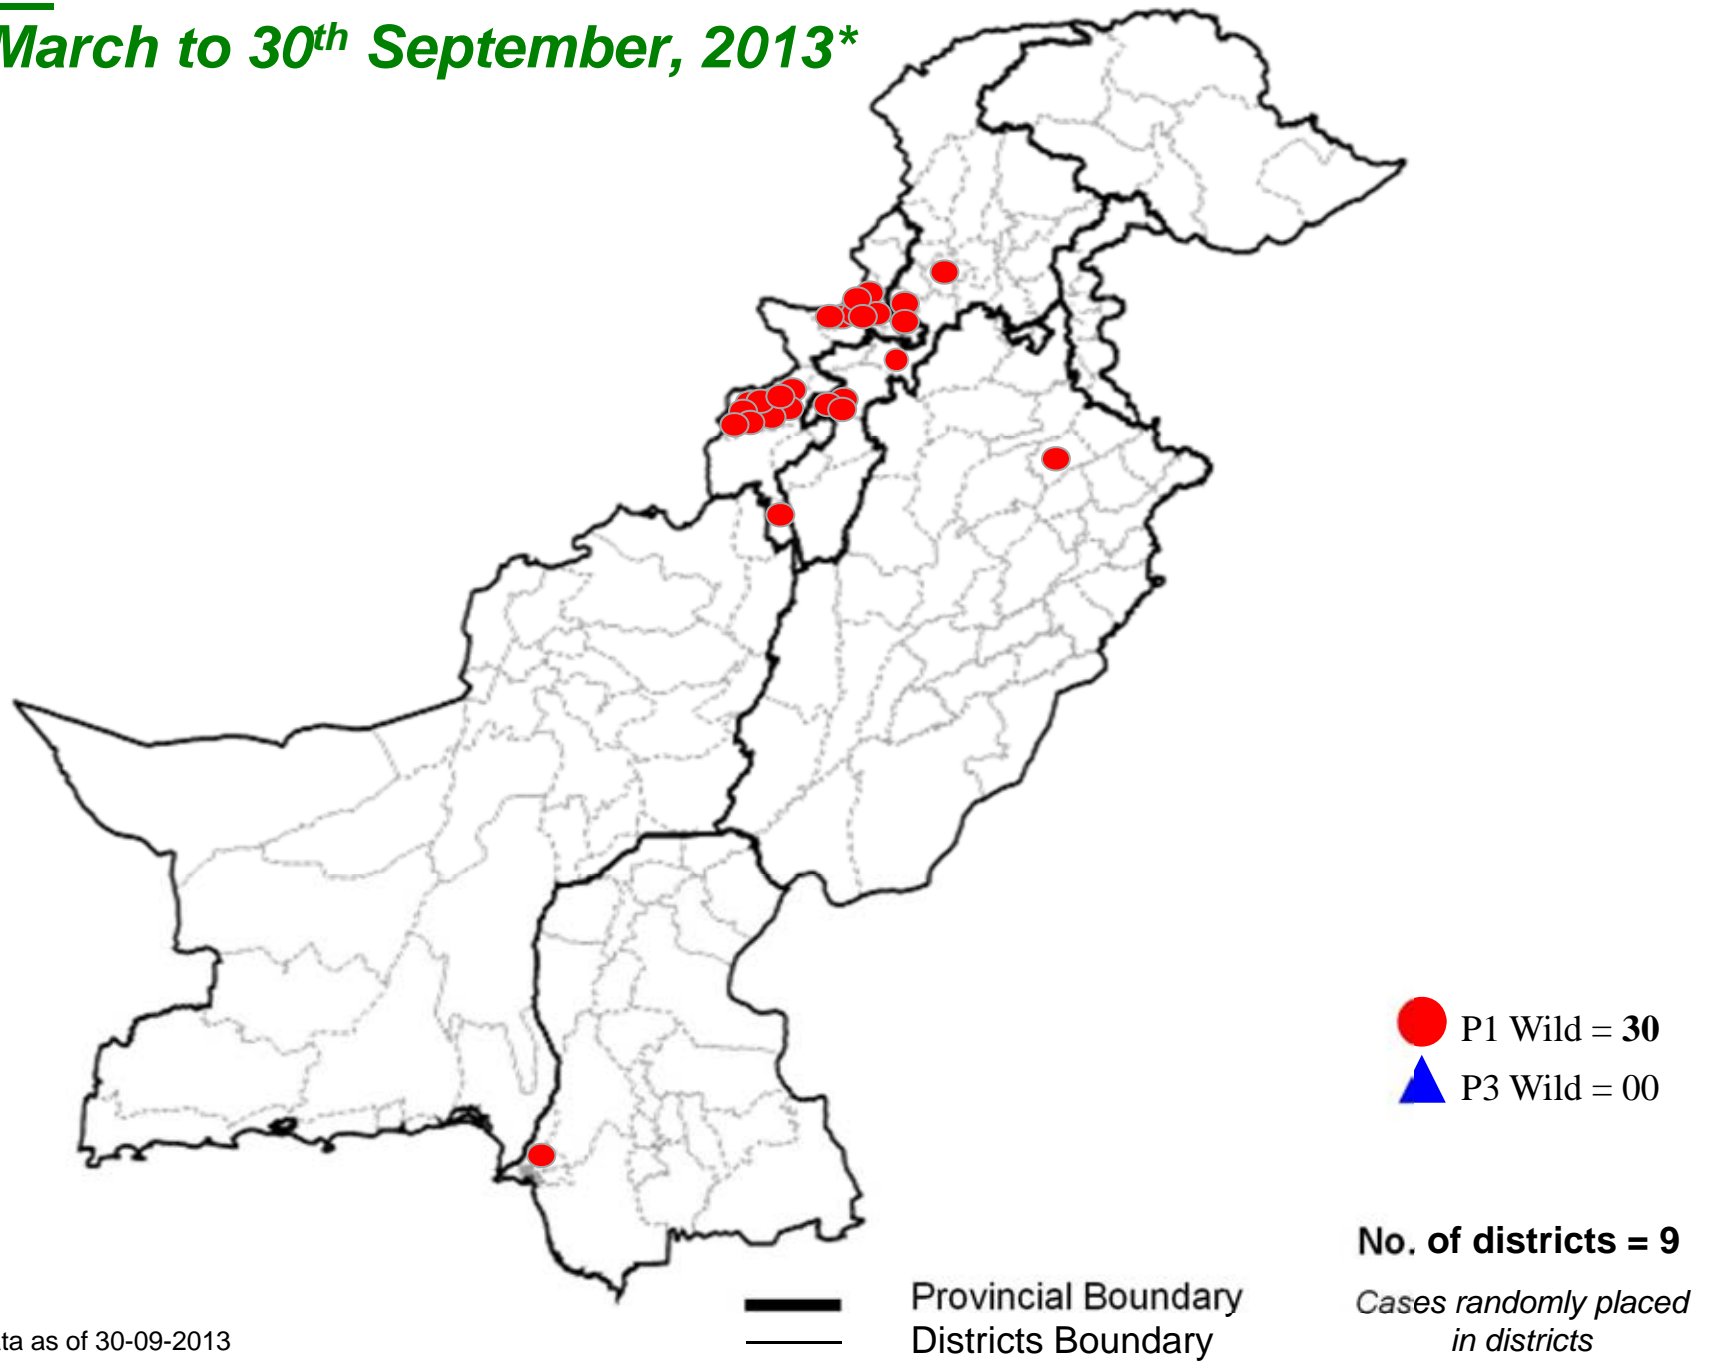 March to 30th September, 2013*
P1 Wild = 30
P3 Wild = 00
No. of districts = 9
Cases randomly placed
in districts
Provincial Boundary
Districts Boundary
ta as of 30-09-2013